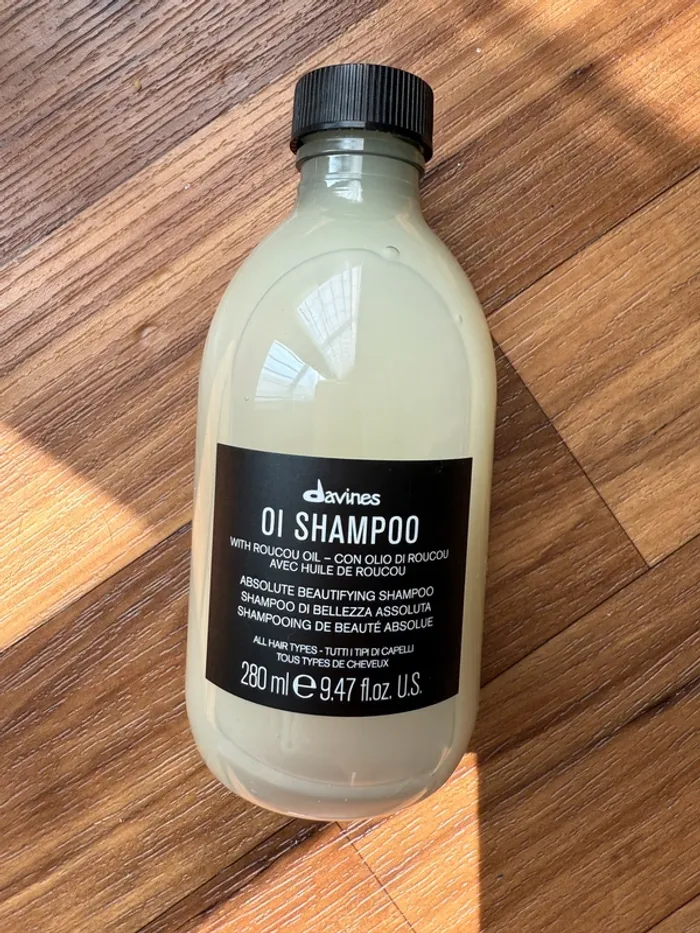 davines
OI SHAMPOO
WITH ROUCOU OIL – CON OLIO DI ROUCOU
AVEC HUILE DE ROUCOU
ABSOLUTE BEAUTIFYING SHAMPOO
SHAMPOO DI BELLEZZA ASSOLUTA
SHAMPOOING DE BEAUTÉ ABSOLUE
ALL HAIR TYPES - TUTTI I TIPI DI CAPELLI
TOUS TYPES DE CHEVEUX
280 ml ℮ 9.47 fl.oz. U.S.